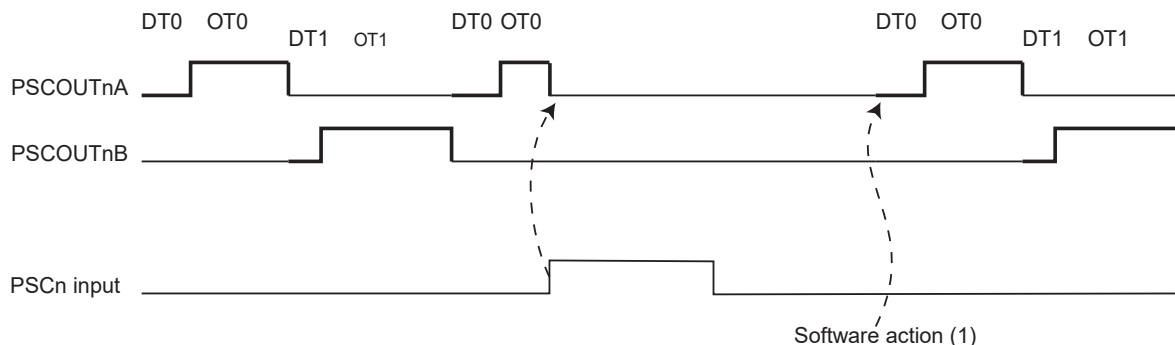 DT0 OT0 DT1 OT1 DT0 OT0 DT0 OT0 DT1 OT1
PSCOUTnA
PSCOUTnB
PSCn input
Software action (1)